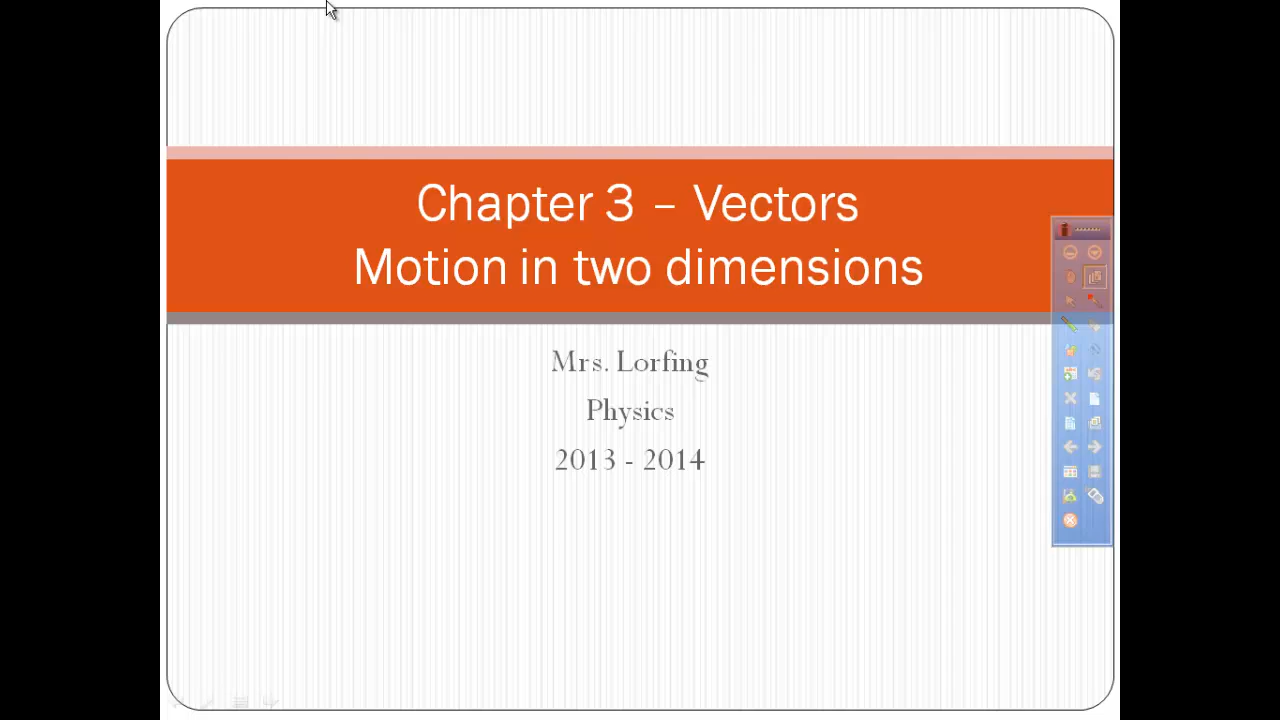 Chapter 3 – Vectors
Motion in two dimensions
Mrs. Lorfing
Physics
2013 - 2014